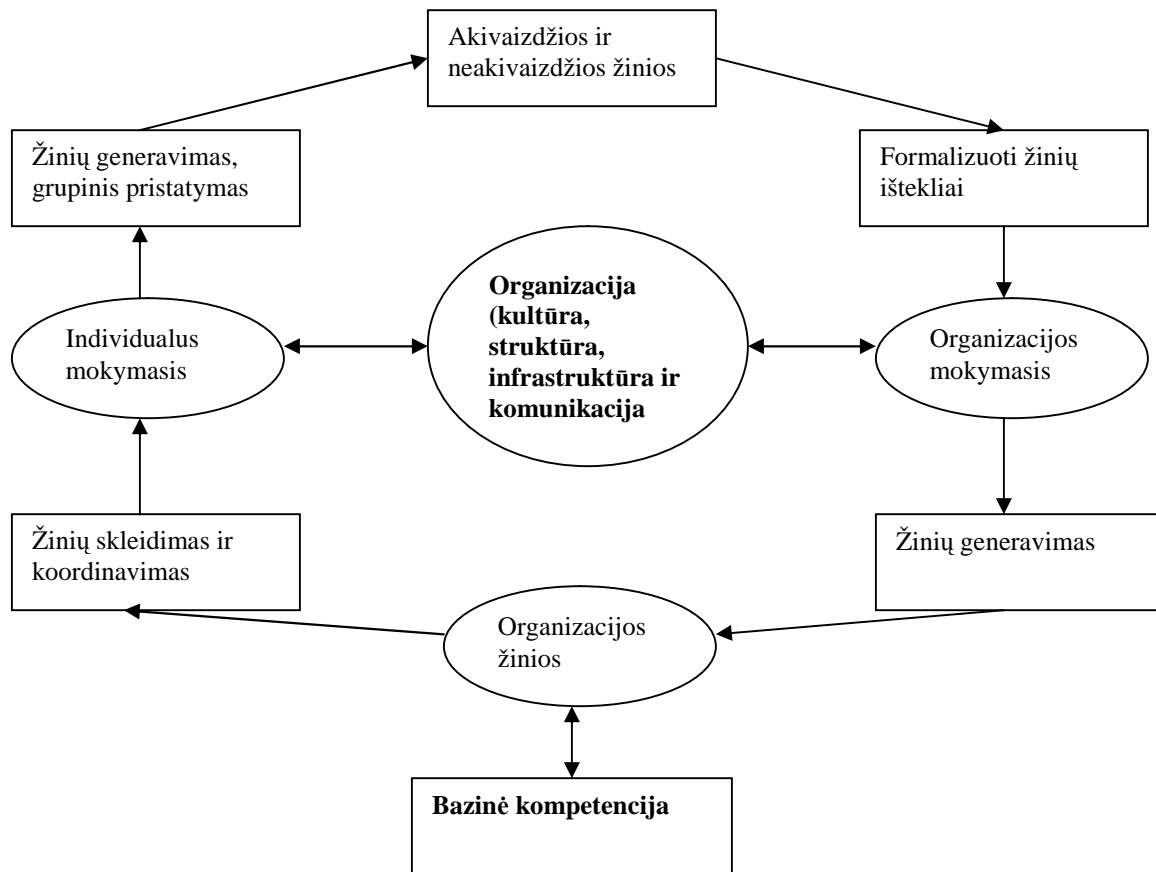 Akivaizdžios ir
neakivaizdžios žinios
Žinių generavimas,
grupinis pristatymas
Formalizuoti žinių
ištekliai
Organizacija
(kultūra,
struktūra,
infrastruktūra ir
komunikacija
Individualus
mokymasis
Organizacijos
mokymasis
Žinių skleidimas ir
koordinavimas
Žinių generavimas
Organizacijos
žinios
Bazinė kompetencija